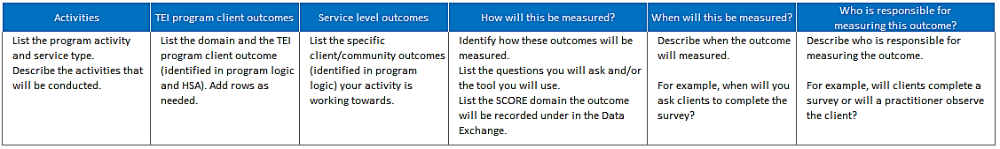 Activities
TEI program client outcomes
Service level outcomes
How will this be measured?
When will this be measured?
Who is responsible for
measuring this outcome?
List the program activity
and service type.
Describe the activities that
will be conducted.
List the domain and the TEI
program client outcome
(identified in program logic
and HSA). Add rows as
needed.
List the specific
client/community outcomes
(identified in program
logic) your activity is
working towards.
Identify how these outcomes will be
measured.
List the questions you will ask and/or
the tool you will use.
List the SCORE domain the outcome
will be recorded under in the Data
Exchange.
Describe when the outcome
will measured.
For example, when will you
ask clients to complete the
survey?
Describe who is responsible for
measuring the outcome.
For example, will clients complete a
survey or will a practitioner observe
the client?